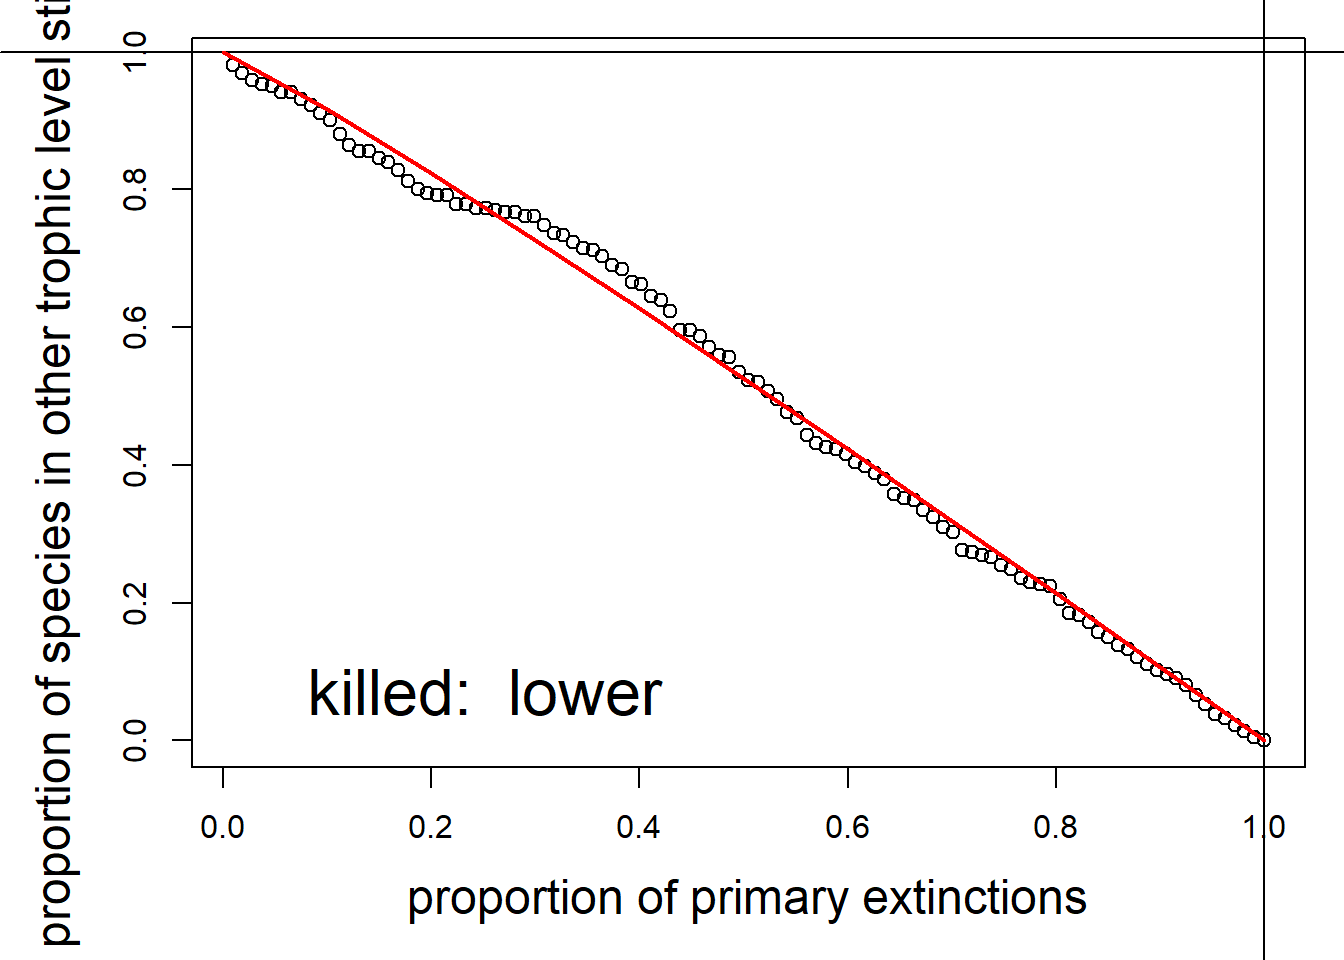 proportion of species in other trophic level
1.0
0.8
0.6
0.4
0.2
0.0
killed: lower
0.0 0.2 0.4 0.6 0.8 1.0
proportion of primary extinctions